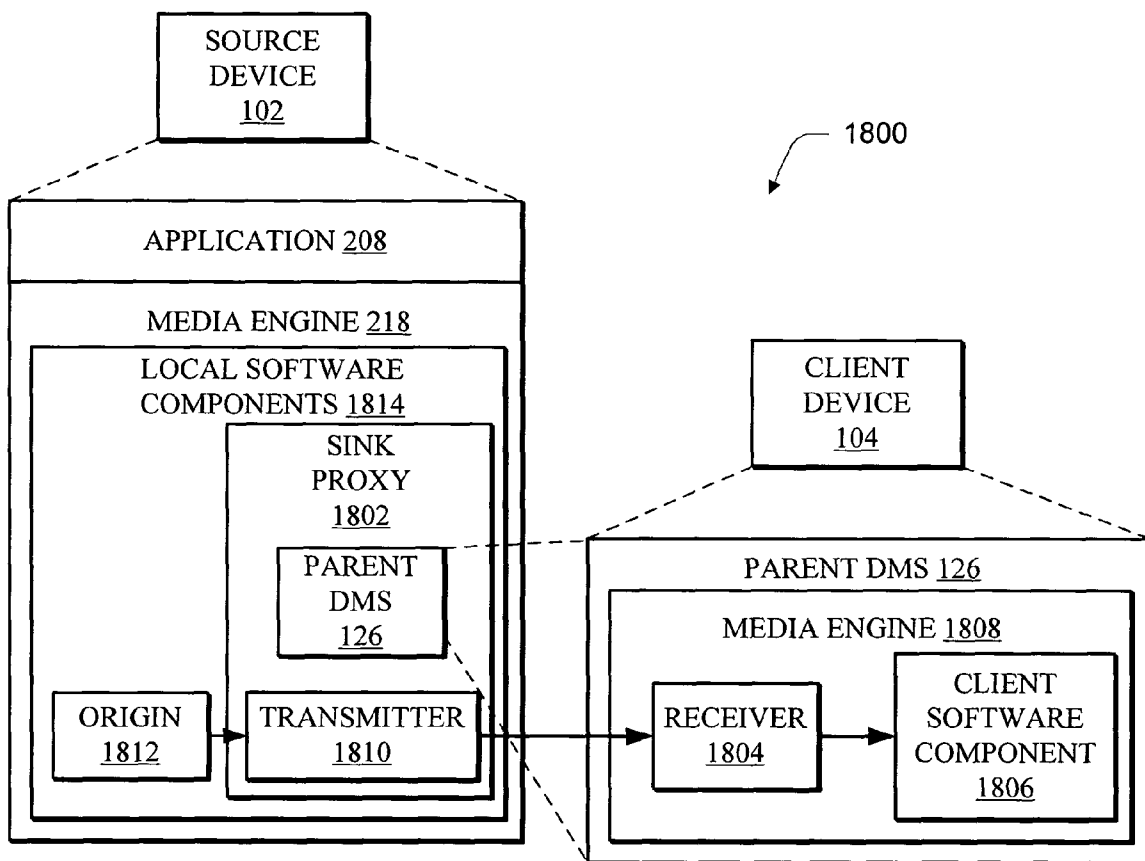 SOURCE
DEVICE
102
1800
APPLICATION 208
MEDIA ENGINE 218
LOCAL SOFTWARE
COMPONENTS 1814
SINK
PROXY
1802
PARENT
DMS
126
ORIGIN
1812
TRANSMITTER
1810
CLIENT
DEVICE
104
PARENT DMS 126
MEDIA ENGINE 1808
RECEIVER
1804
CLIENT
SOFTWARE
COMPONENT
1806